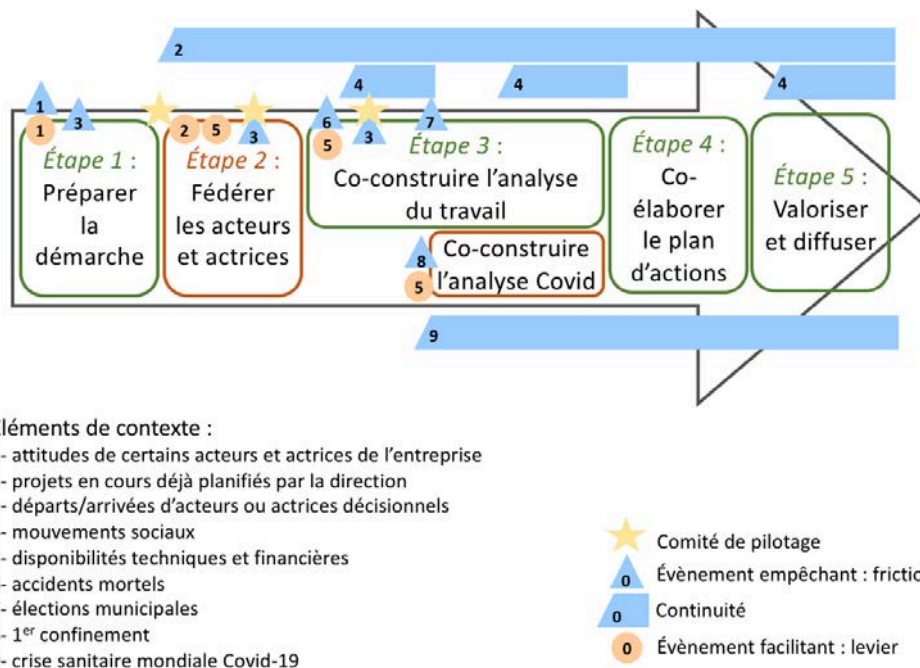 2
4
4
4
1
3
6
3
7
1
2
5
3
5
Étape 1 :
Préparer
la
démarche
Étape 2 :
Fédérer
les acteurs
et actrices
Étape 3 :
Co-construire l'analyse
du travail
8
5
Co-construire
l'analyse Covid
Étape 4 :
Co-
élaborer
le plan
d'actions
Étape 5 :
Valoriser
et diffuser
9
léments de contexte :
- attitudes de certains acteurs et actrices de l'entreprise
- projets en cours déjà planifiés par la direction
- départs/arrivées d'acteurs ou actrices décisionnels
- mouvements sociaux
- disponibilités techniques et financières
- accidents mortels
- élections municipales
- 1er confinement
- crise sanitaire mondiale Covid-19
Comité de pilotage
0 Évènement empêchant : frictio
0 Continuité
0 Évènement facilitant : levier